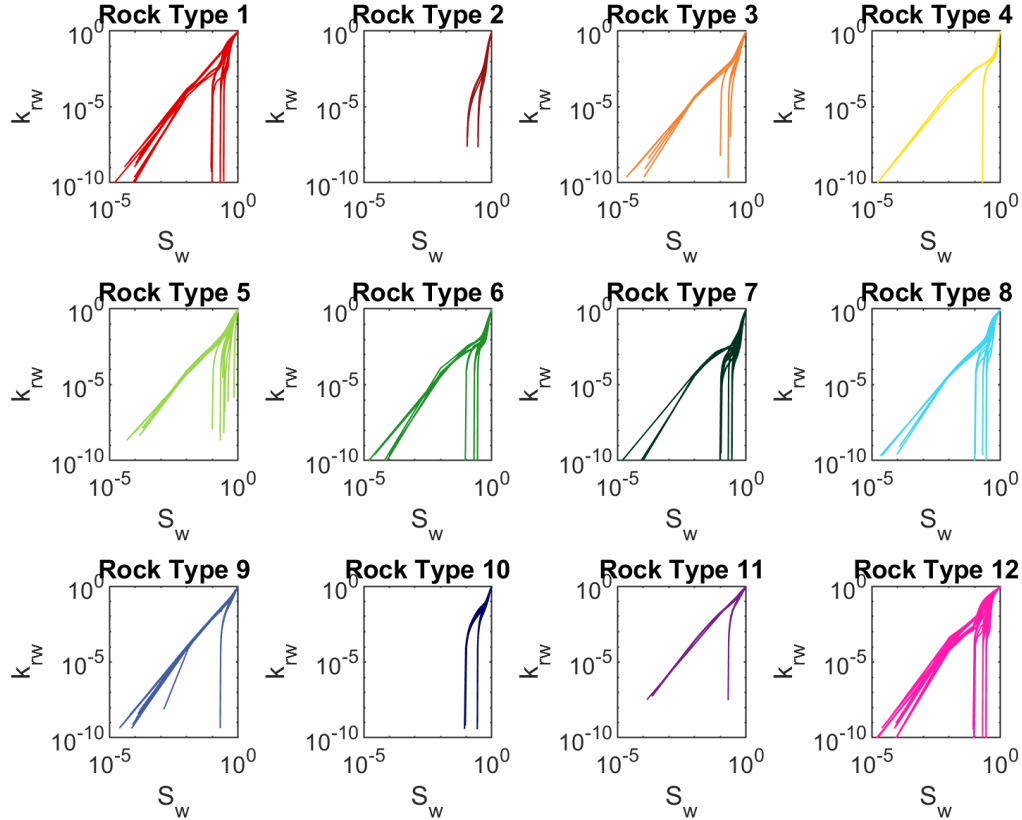 Rock Type 1
10^0
10^-5
10^-10
k_rw
10^-5
10^0
S_w
Rock Type 2
10^0
10^-5
10^-10
k_rw
10^-5
10^0
S_w
Rock Type 3
10^0
10^-5
10^-10
k_rw
10^-5
10^0
S_w
Rock Type 4
10^0
10^-5
10^-10
k_rw
10^-5
10^0
S_w
Rock Type 5
10^0
10^-5
10^-10
k_rw
10^-5
10^0
S_w
Rock Type 6
10^0
10^-5
10^-10
k_rw
10^-5
10^0
S_w
Rock Type 7
10^0
10^-5
10^-10
k_rw
10^-5
10^0
S_w
Rock Type 8
10^0
10^-5
10^-10
k_rw
10^-5
10^0
S_w
Rock Type 9
10^0
10^-5
10^-10
k_rw
10^-5
10^0
S_w
Rock Type 10
10^0
10^-5
10^-10
k_rw
10^-5
10^0
S_w
Rock Type 11
10^0
10^-5
10^-10
k_rw
10^-5
10^0
S_w
Rock Type 12
10^0
10^-5
10^-10
k_rw
10^-5
10^0
S_w